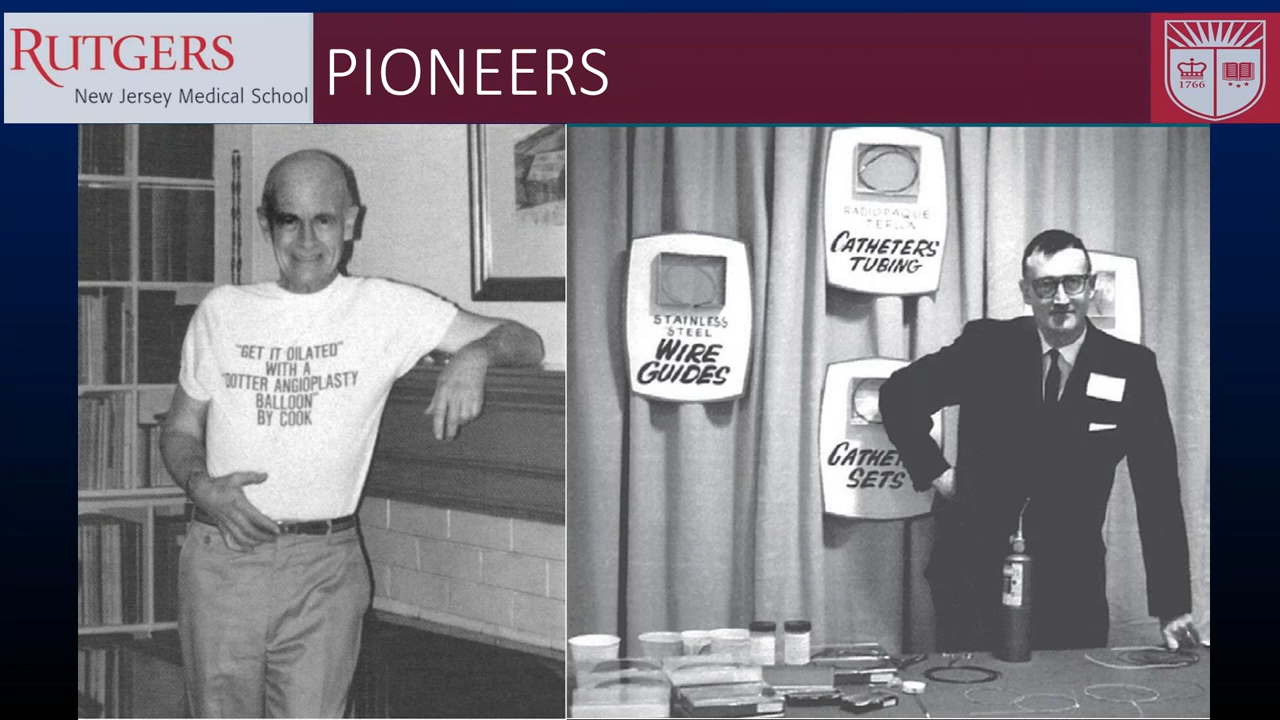 RUTGERS
New Jersey Medical School
PIONEERS
1766
"GET IT DILATED"
WITH A
"DOTTER ANGIOPLASTY
BALLOON"
BY COOK
STAINLESS
STEEL
WIRE
GUIDES
RADIOPAQUE
TEFLON
CATHETERS
TUBING
SETS